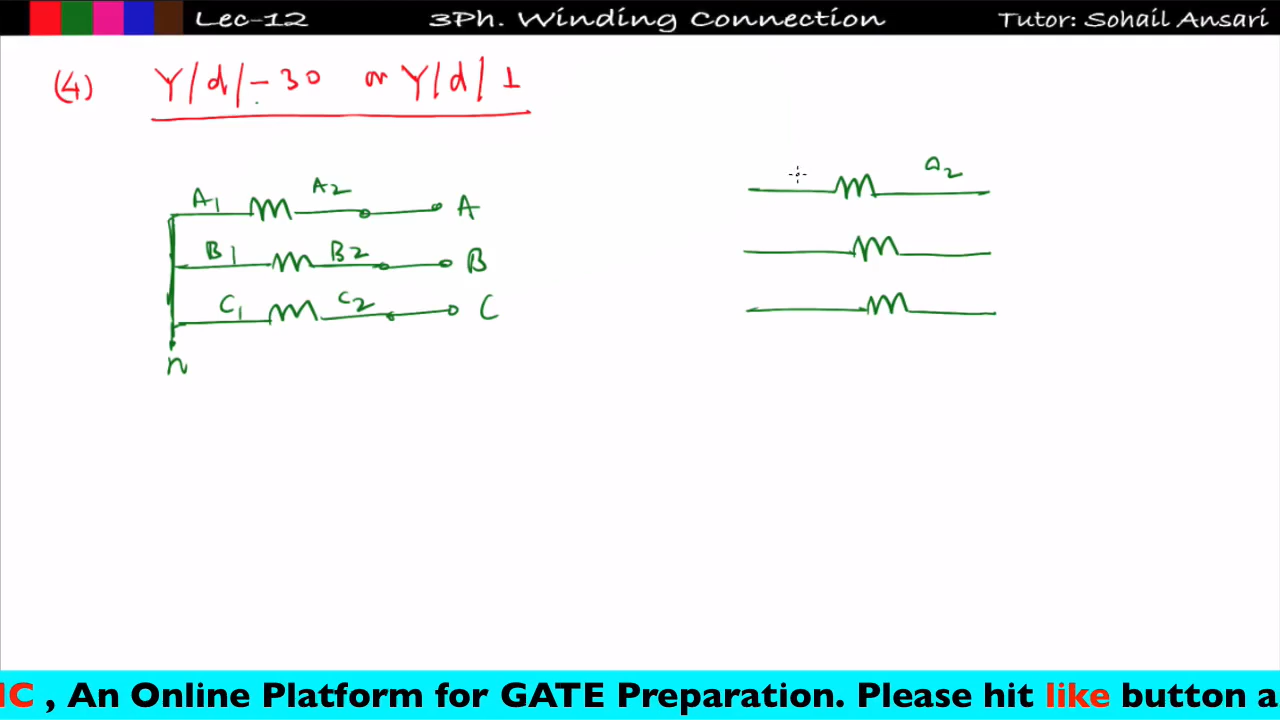 Lec-12 3Ph. Winding Connection Tutor: Sohail Ansari
(4) Y/d/-30 or Y/d/1
A1 A2 A
B1 B2 B
C1 C2 C
n
a2
IC , An Online Platform for GATE Preparation. Please hit like button a